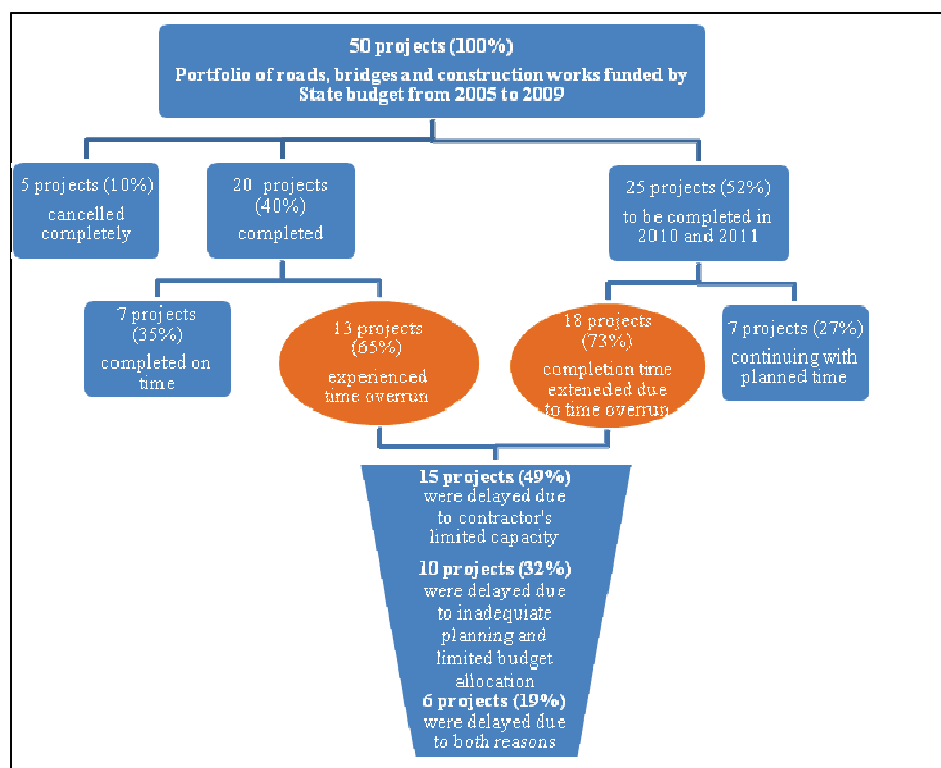 50 projects (100%)
Portfolio of roads, bridges and construction works funded by
State budget from 2005 to 2009
5 projects (10%)
cancelled
completely
20 projects
(40%)
completed
25 projects (52%)
to be completed in
2010 and 2011
7 projects
(35%)
completed on
time
13 projects
(65%)
experienced
time overrun
18 projects
(73%)
completion time
exteneded due
to time overrun
7 projects (27%)
continuing with
planned time
15 projects (49%)
were delayed due
to contractor's
limited capacity
10 projects (32%)
were delayed due
to inadequiate
planning and
limited budget
allocation
6 projects (19%)
were delayed due
to both reasons